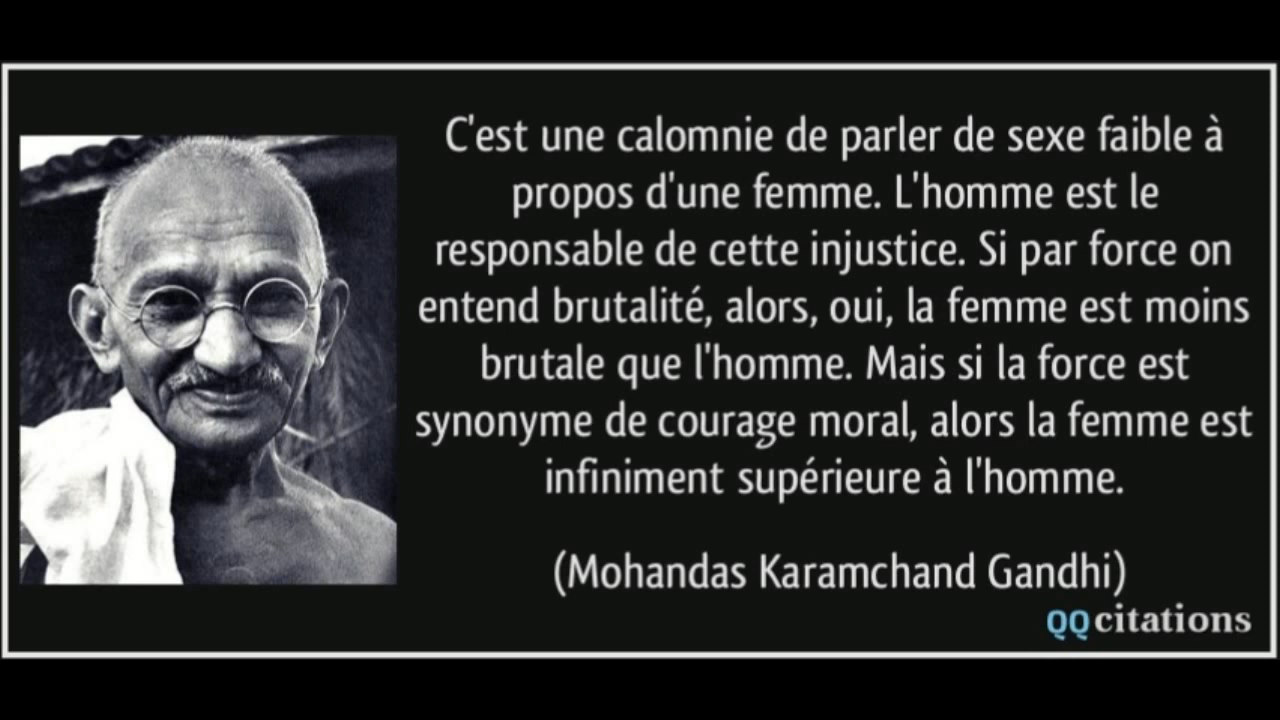 C'est une calomnie de parler de sexe faible à
propos d'une femme. L'homme est le
responsable de cette injustice. Si par force on
entend brutalité, alors, oui, la femme est moins
brutale que l'homme. Mais si la force est
synonyme de courage moral, alors la femme est
infiniment supérieure à l'homme.
(Mohandas Karamchand Gandhi)
QQcitations